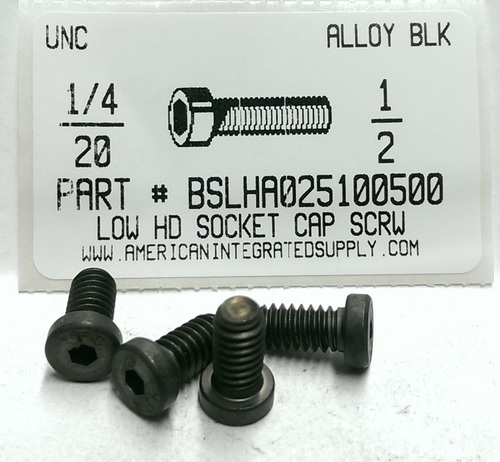 UNC ALLOY BLK
1/4 1
20 2
PART # BSLHA025100500
LOW HD SOCKET CAP SCRW
WWW.AMERICANINTEGRATEDSUPPLY.COM